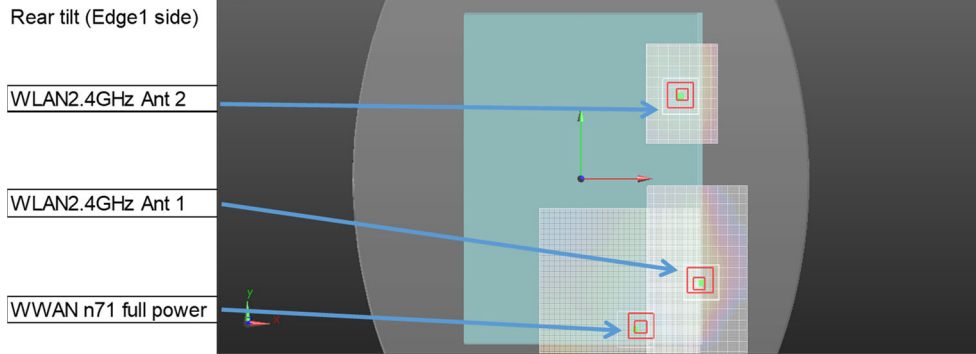 Rear tilt (Edge1 side)
WLAN2.4GHz Ant 2
WLAN2.4GHz Ant 1
WWAN n71 full power
y
x